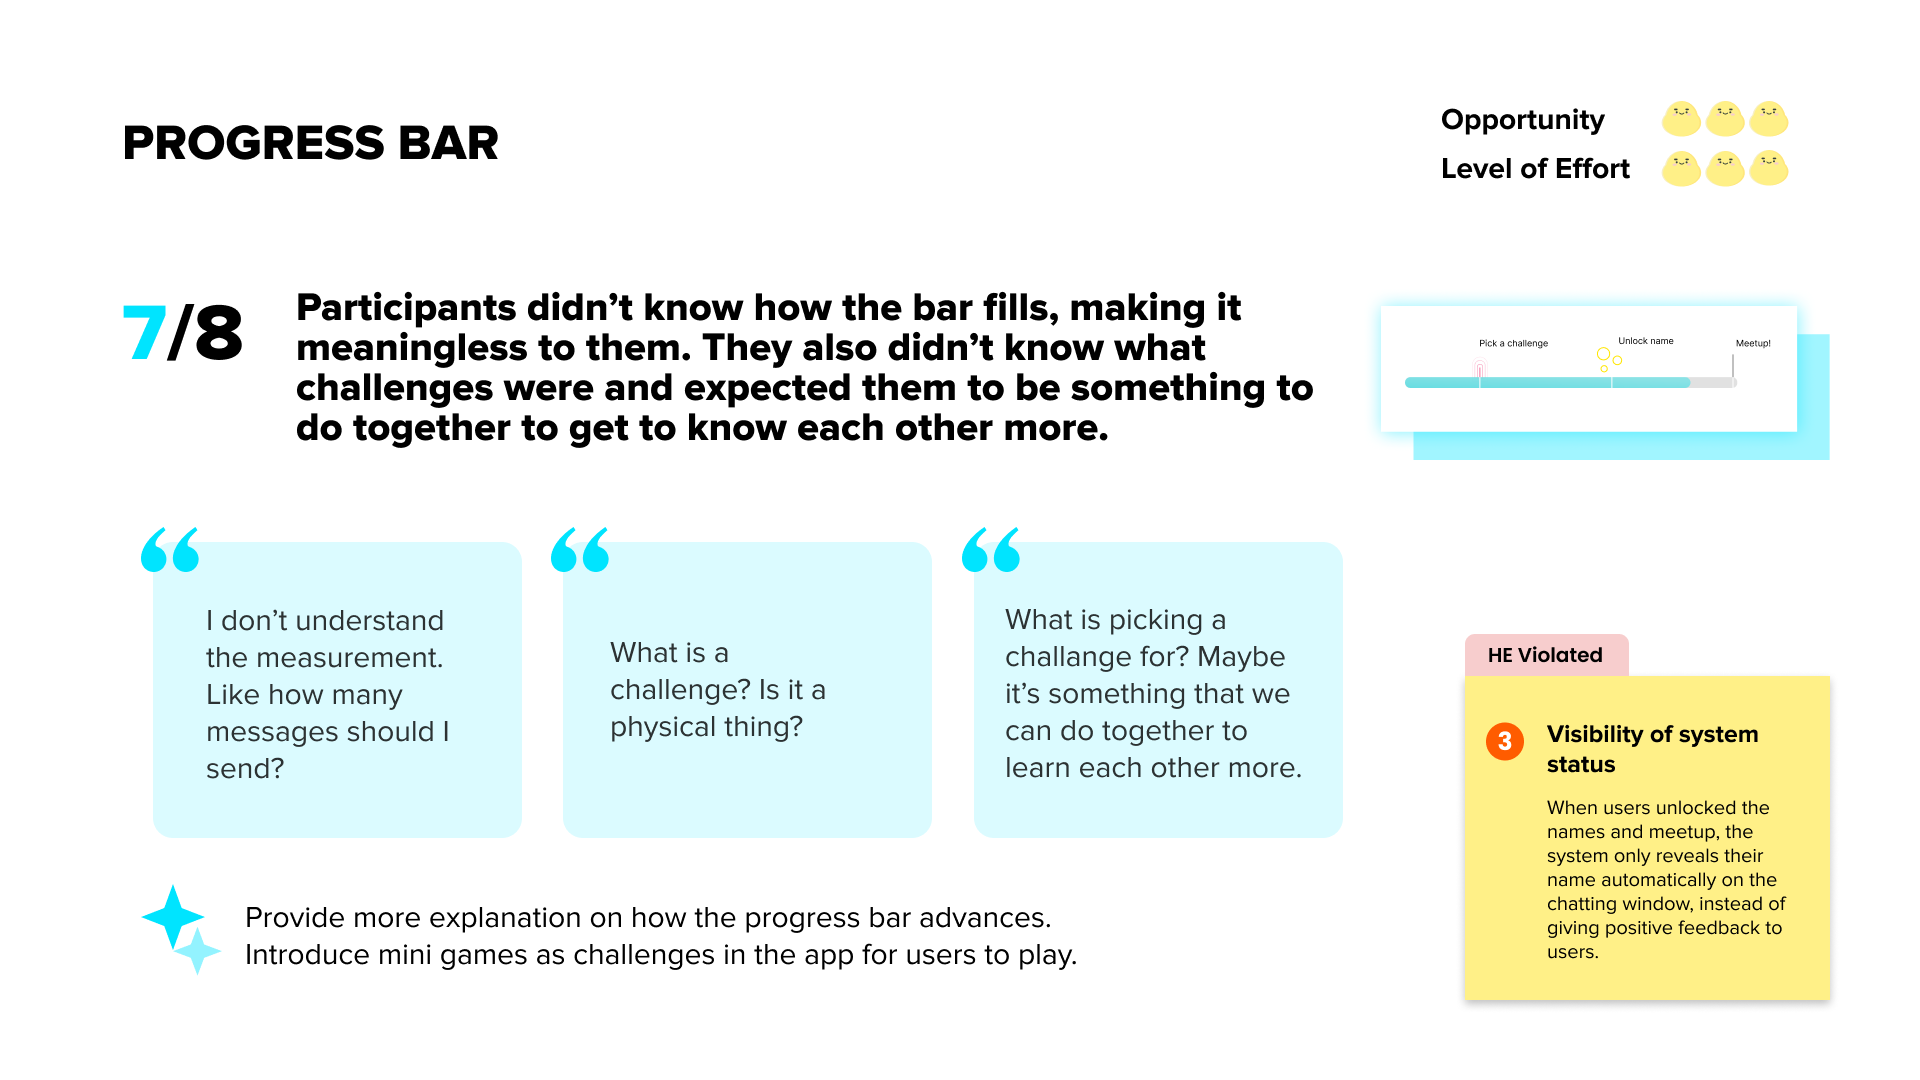 PROGRESS BAR
Opportunity
Level of Effort
7/8
Participants didn’t know how the bar fills, making it
meaningless to them. They also didn’t know what
challenges were and expected them to be something to
do together to get to know each other more.
Pick a challenge
Unlock name
Meetup!
“
I don’t understand
the measurement.
Like how many
messages should I
send?
“
What is a
challenge? Is it a
physical thing?
“
What is picking a
challange for? Maybe
it’s something that we
can do together to
learn each other more.
Provide more explanation on how the progress bar advances.
Introduce mini games as challenges in the app for users to play.
HE Violated
3
Visibility of system
status
When users unlocked the
names and meetup, the
system only reveals their
name automatically on the
chatting window, instead of
giving positive feedback to
users.